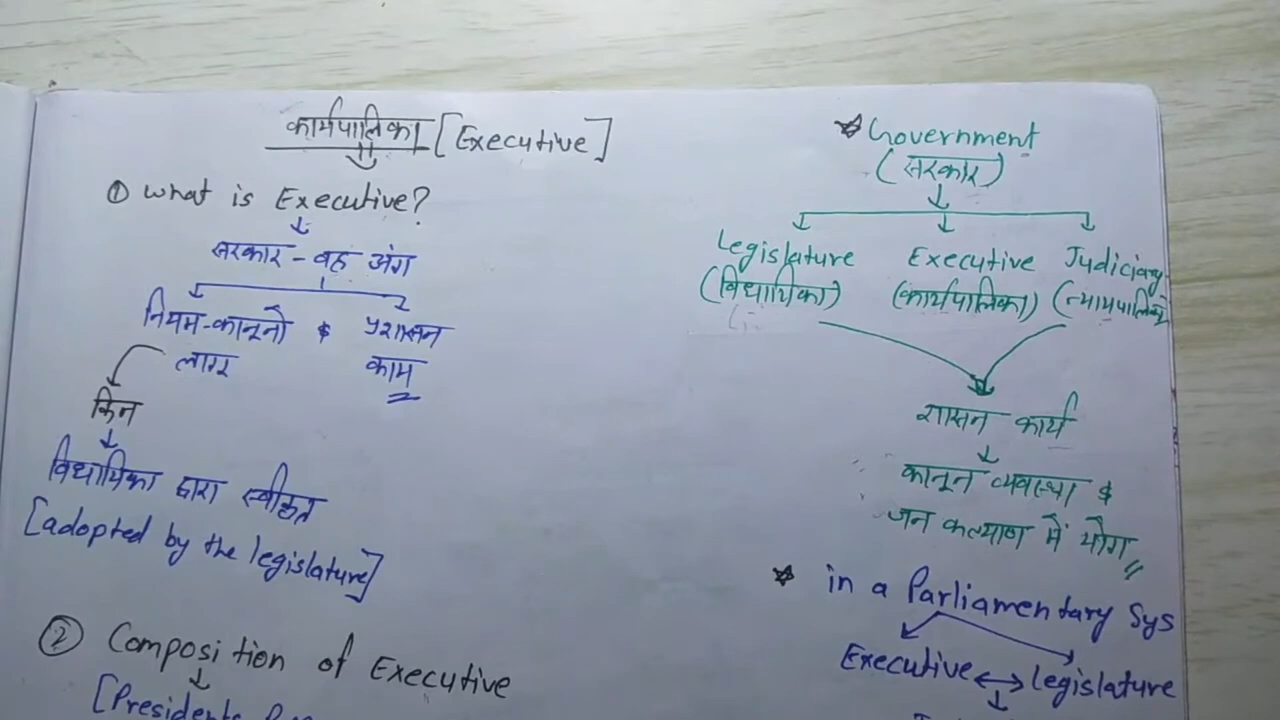 कार्यपालिका [Executive]
① What is Executive?
सरकार - वह अंग
नियम-कानूनों & प्रशासन
लागू काम
किन
विधायिका द्वारा स्वीकृत
[adopted by the legislature]
② Composition of Executive
[Presidents
Government
(सरकार)
Legislature Executive Judiciary
(विधायिका) (कार्यपालिका) (न्यायपालिका
शासन कार्य
कानून व्यवस्था &
जन कल्याण में योग
in a Parliamentary Sys
Executive ↔ legislature